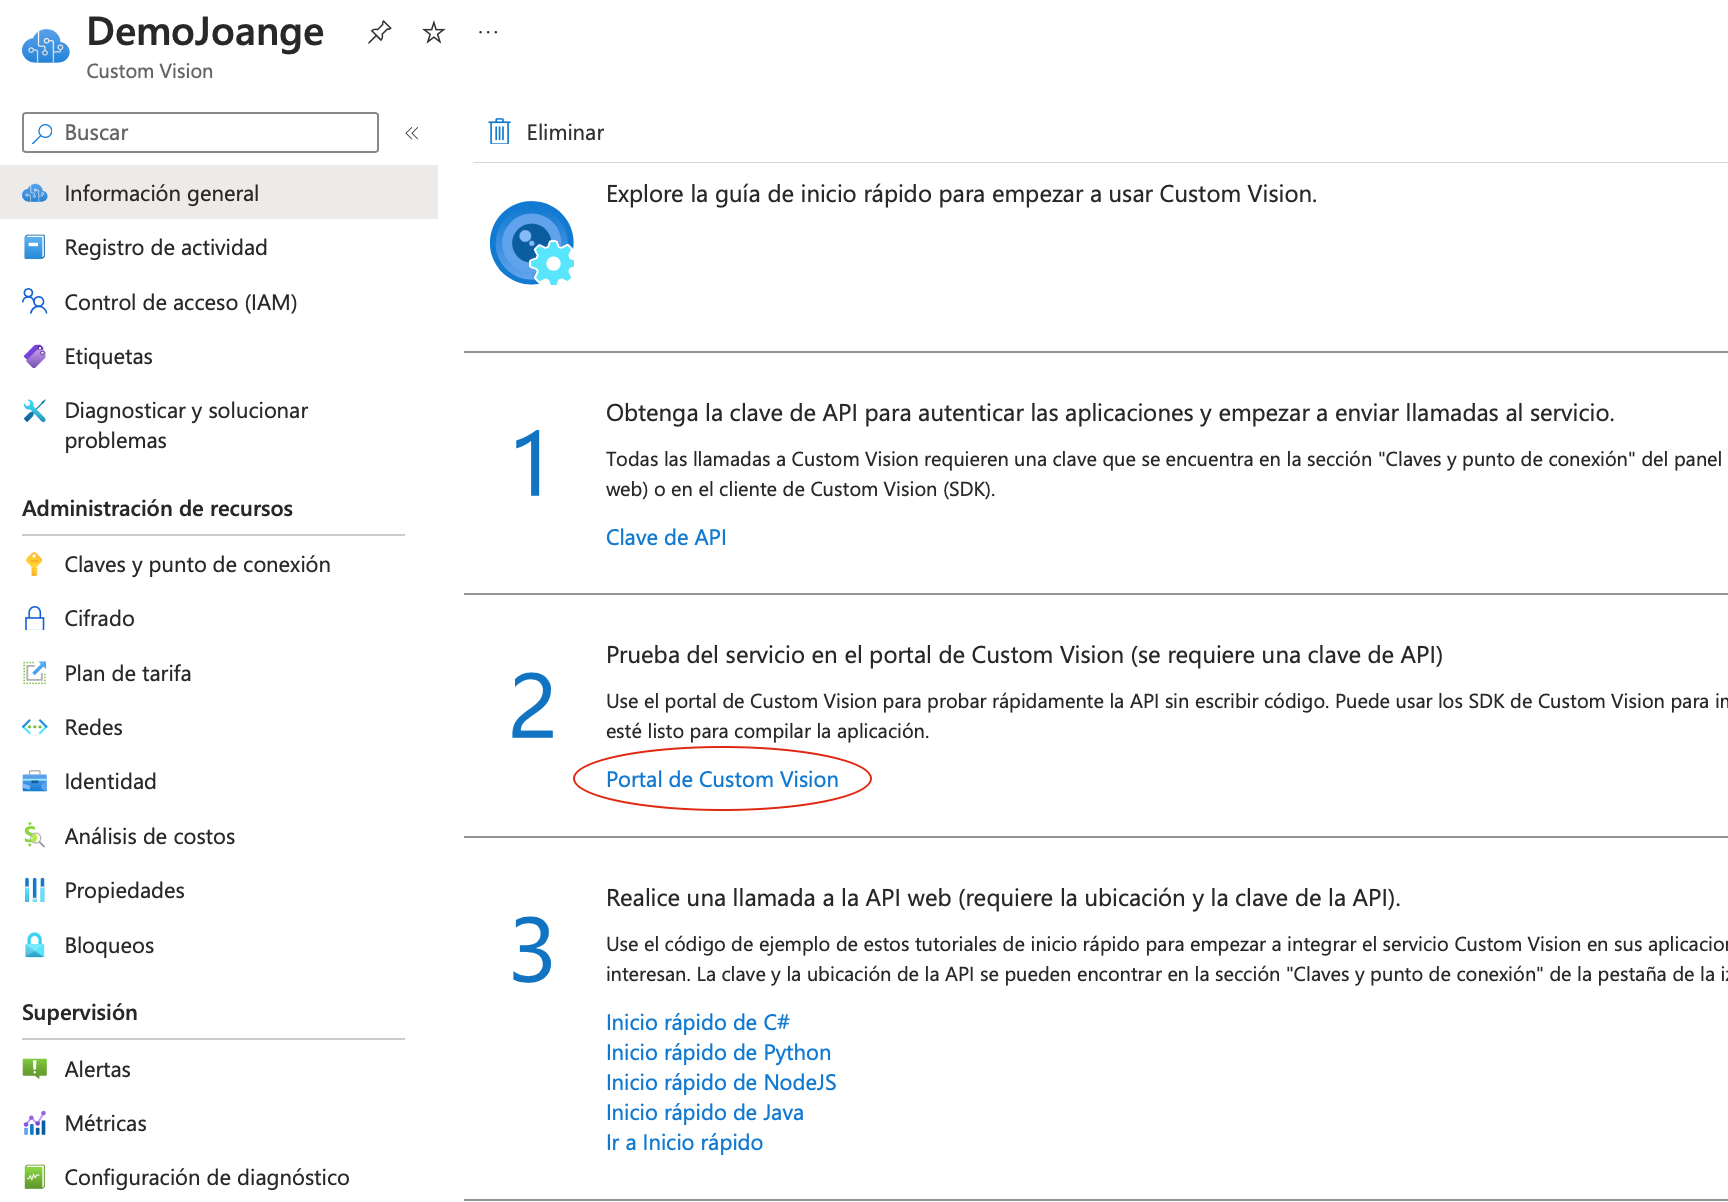 DemoJoange
Custom Vision
Buscar
Información general
Registro de actividad
Control de acceso (IAM)
Etiquetas
Diagnosticar y solucionar
problemas
Administración de recursos
Claves y punto de conexión
Cifrado
Plan de tarifa
Redes
Identidad
Análisis de costos
Propiedades
Bloqueos
Supervisión
Alertas
Métricas
Configuración de diagnóstico
Eliminar
Explore la guía de inicio rápido para empezar a usar Custom Vision.
1
Obtenga la clave de API para autenticar las aplicaciones y empezar a enviar llamadas al servicio.
Todas las llamadas a Custom Vision requieren una clave que se encuentra en la sección "Claves y punto de conexión" del panel
web) o en el cliente de Custom Vision (SDK).
Clave de API
2
Prueba del servicio en el portal de Custom Vision (se requiere una clave de API)
Use el portal de Custom Vision para probar rápidamente la API sin escribir código. Puede usar los SDK de Custom Vision para
esté listo para compilar la aplicación.
Portal de Custom Vision
3
Realice una llamada a la API web (requiere la ubicación y la clave de la API).
Use el código de ejemplo de estos tutoriales de inicio rápido para empezar a integrar el servicio Custom Vision en sus
interesan. La clave y la ubicación de la API se pueden encontrar en la sección "Claves y punto de conexión" de la pestaña de la
Inicio rápido de C#
Inicio rápido de Python
Inicio rápido de NodeJS
Inicio rápido de Java
Ir a Inicio rápido